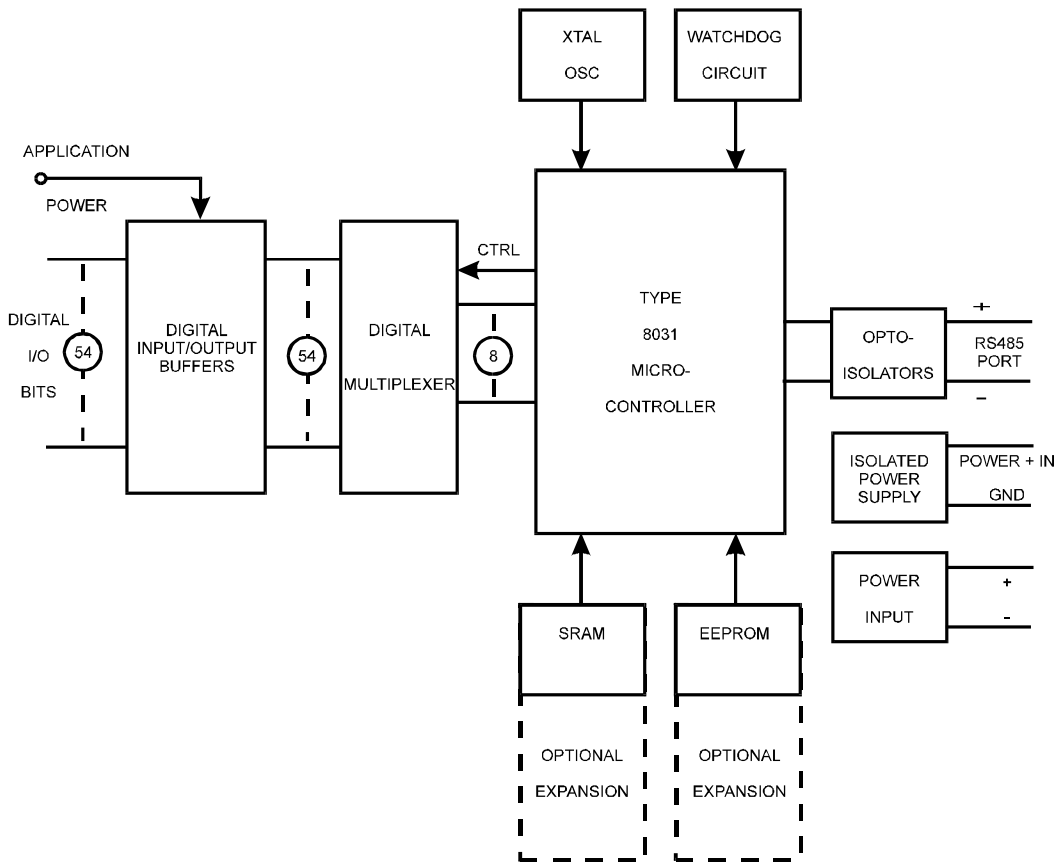 XTAL
OSC
WATCHDOG
CIRCUIT
APPLICATION
POWER
DIGITAL
I/O
BITS
54
DIGITAL
INPUT/OUTPUT
BUFFERS
54
DIGITAL
MULTIPLEXER
CTRL
8
TYPE
8031
MICRO-
CONTROLLER
OPTO-
ISOLATORS
+
RS485
PORT
−
ISOLATED
POWER
SUPPLY
POWER + IN
GND
POWER
INPUT
+
-
SRAM
OPTIONAL
EXPANSION
EEPROM
OPTIONAL
EXPANSION